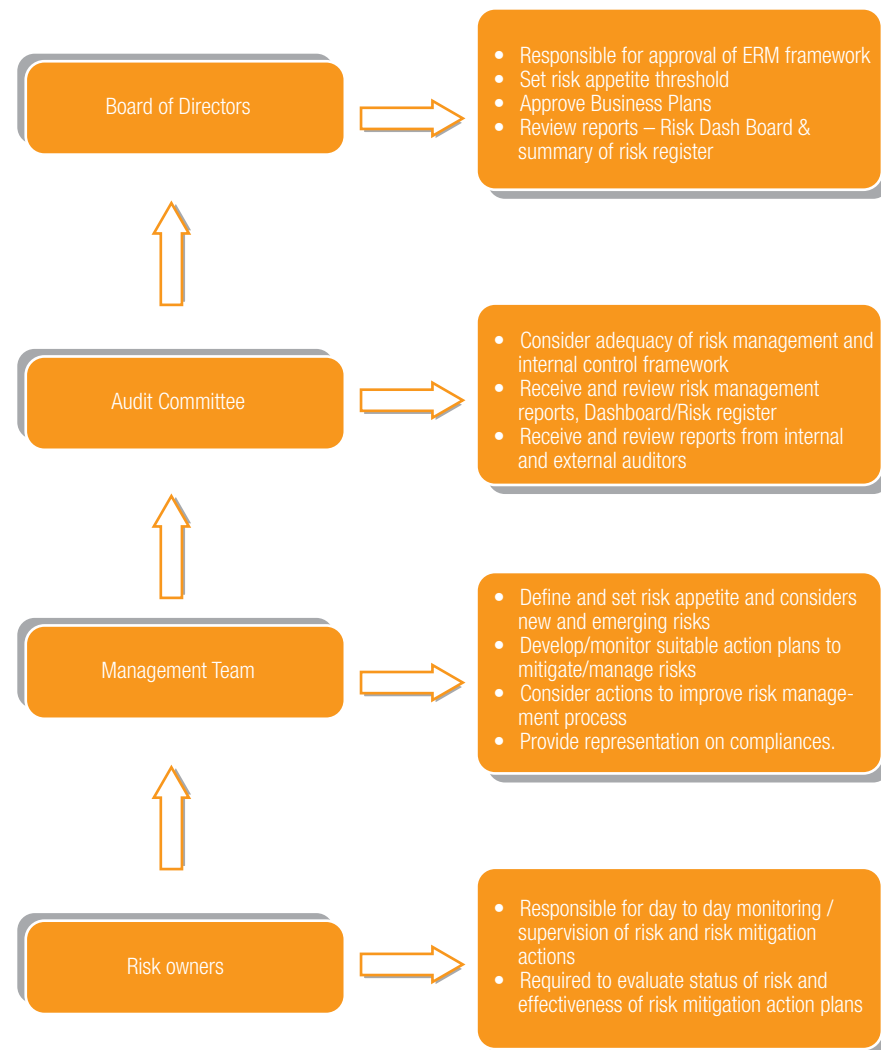 Board of Directors
• Responsible for approval of ERM framework
• Set risk appetite threshold
• Approve Business Plans
• Review reports – Risk Dash Board &
summary of risk register
Audit Committee
• Consider adequacy of risk management and
internal control framework
• Receive and review risk management
reports, Dashboard/Risk register
• Receive and review reports from internal
and external auditors
Management Team
• Define and set risk appetite and considers
new and emerging risks
• Develop/monitor suitable action plans to
mitigate/manage risks
• Consider actions to improve risk manage-
ment process
• Provide representation on compliances.
Risk owners
• Responsible for day to day monitoring /
supervision of risk and risk mitigation
actions
• Required to evaluate status of risk and
effectiveness of risk mitigation action plans